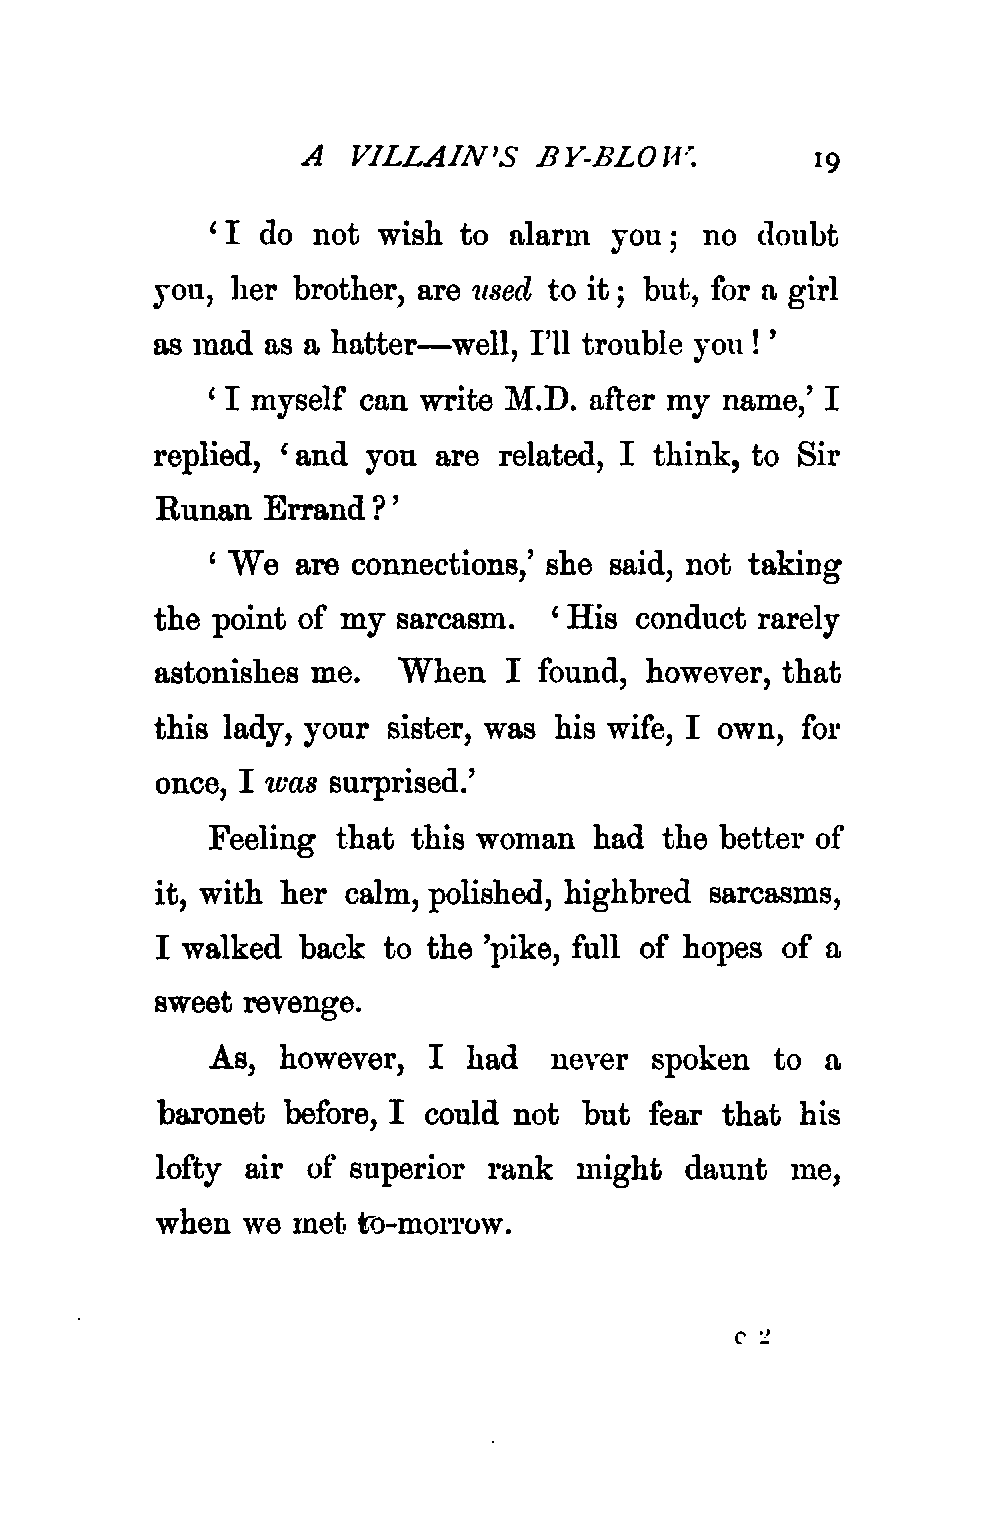 A VILLAIN'S BY-BLOW. 19
'I do not wish to alarm you; no doubt
you, her brother, are used to it; but, for a girl
as mad as a hatter—well, I'll trouble you!'
'I myself can write M.D. after my name,' I
replied, 'and you are related, I think, to Sir
Runan Errand?'
'We are connections,' she said, not taking
the point of my sarcasm. 'His conduct rarely
astonishes me. When I found, however, that
this lady, your sister, was his wife, I own, for
once, I was surprised.'
Feeling that this woman had the better of
it, with her calm, polished, highbred sarcasms,
I walked back to the 'pike, full of hopes of a
sweet revenge.
As, however, I had never spoken to a
baronet before, I could not but fear that his
lofty air of superior rank might daunt me,
when we met to-morrow.
C 2